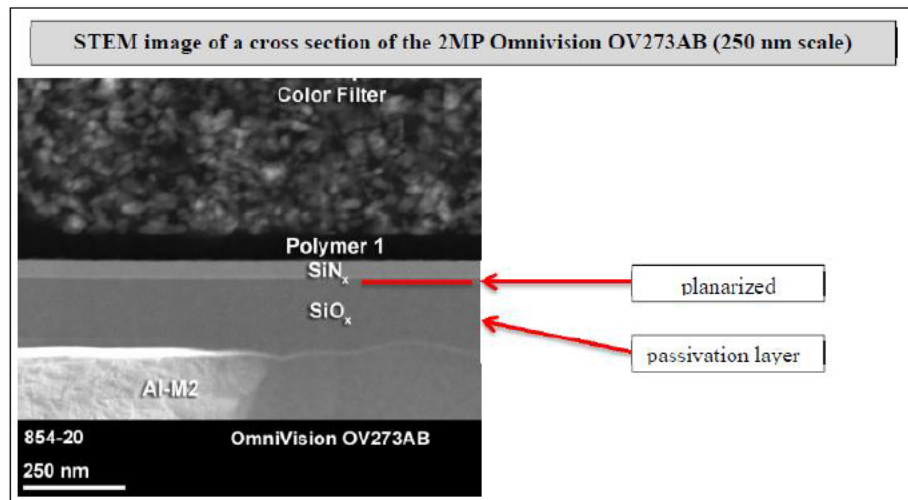 STEM image of a cross section of the 2MP Omnivision OV273AB (250 nm scale)
Color Filter
Polymer 1
SiNx
planarized
SiOx
passivation layer
Al-M2
854-20 OmniVision OV273AB
250 nm